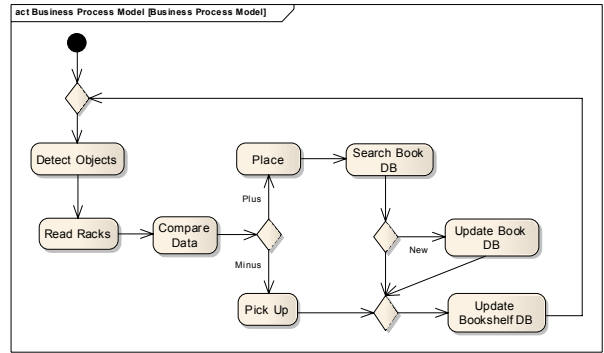 act Business Process Model [Business Process Model]
Detect Objects
Read Racks
Compare
Data
Plus
Minus
Place
Pick Up
Search Book
DB
New
Update Book
DB
Update
Bookshelf DB